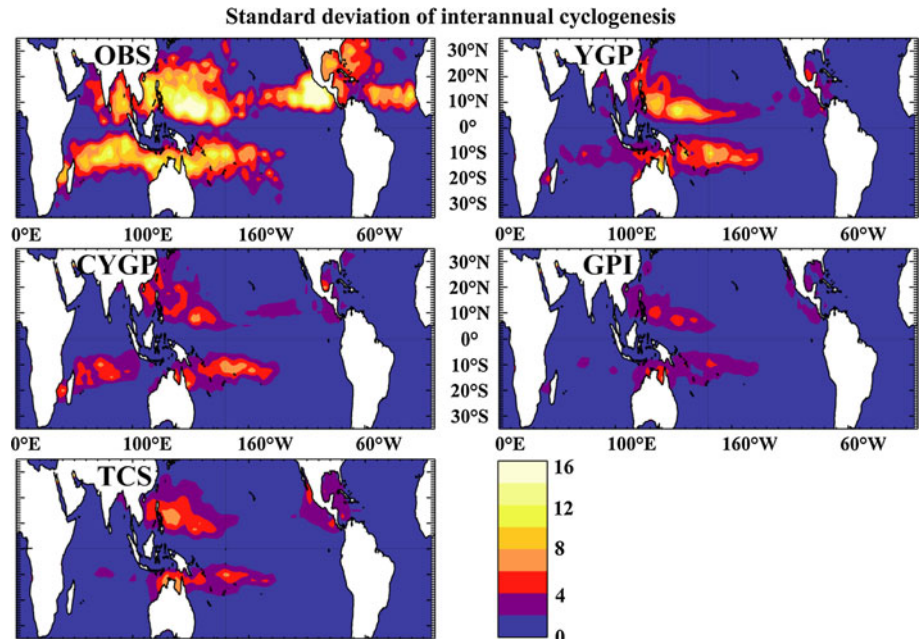 Standard deviation of interannual cyclogenesis
OBS
30°N
20°N
10°N
0°
10°S
20°S
30°S
YGP
0°E 100°E 160°W 60°W
0°E 100°E 160°W 60°W
CYGP
30°N
20°N
10°N
0°
10°S
20°S
30°S
GPI
0°E 100°E 160°W 60°W
0°E 100°E 160°W 60°W
TCS
16
12
8
4
0